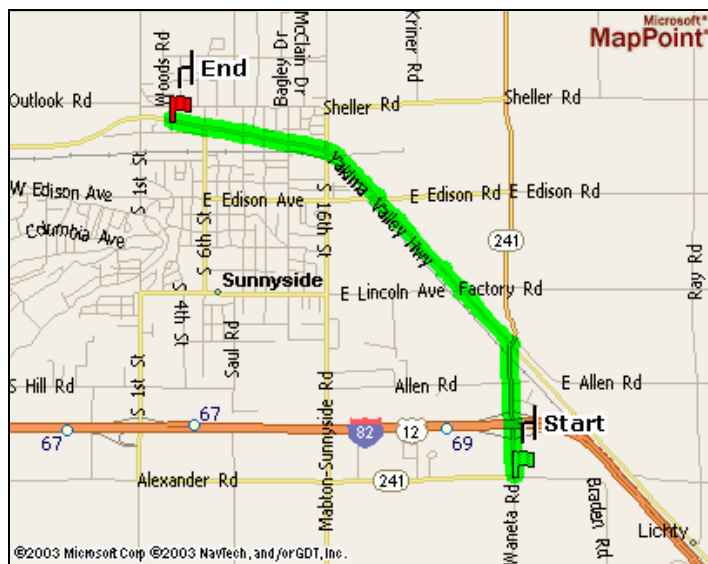 Microsoft®
MapPoint®
Woods Rd
End
Bagley Dr
McClain Dr
Kriner Rd
Outlook Rd
Sheller Rd
Sheller Rd
S 1st St
W Edison Ave
E Edison Ave
S 16th St
Yakima Valley Hwy
E Edison Rd
E Edison Rd
Columbia Ave
S 6th St
241
Ray Rd
Sunnyside
E Lincoln Ave
Factory Rd
S 4th St
Saul Rd
S 1st St
S Hill Rd
Mabton-Sunnyside Rd
Allen Rd
E Allen Rd
67
67
82
12
69
Start
Alexander Rd
241
Waneta Rd
Braden Rd
Lichty
©2003 Microsoft Corp ©2003 NavTech, and/or GDT, Inc.